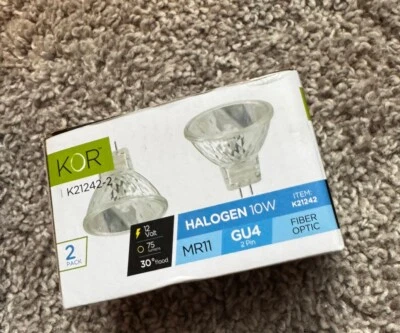 KOR
K21242-2
2
PACK
12
Volt
75
30° flood
HALOGEN 10W
MR11
GU4
2 Pin
ITEM:
K21242
FIBER
OPTIC